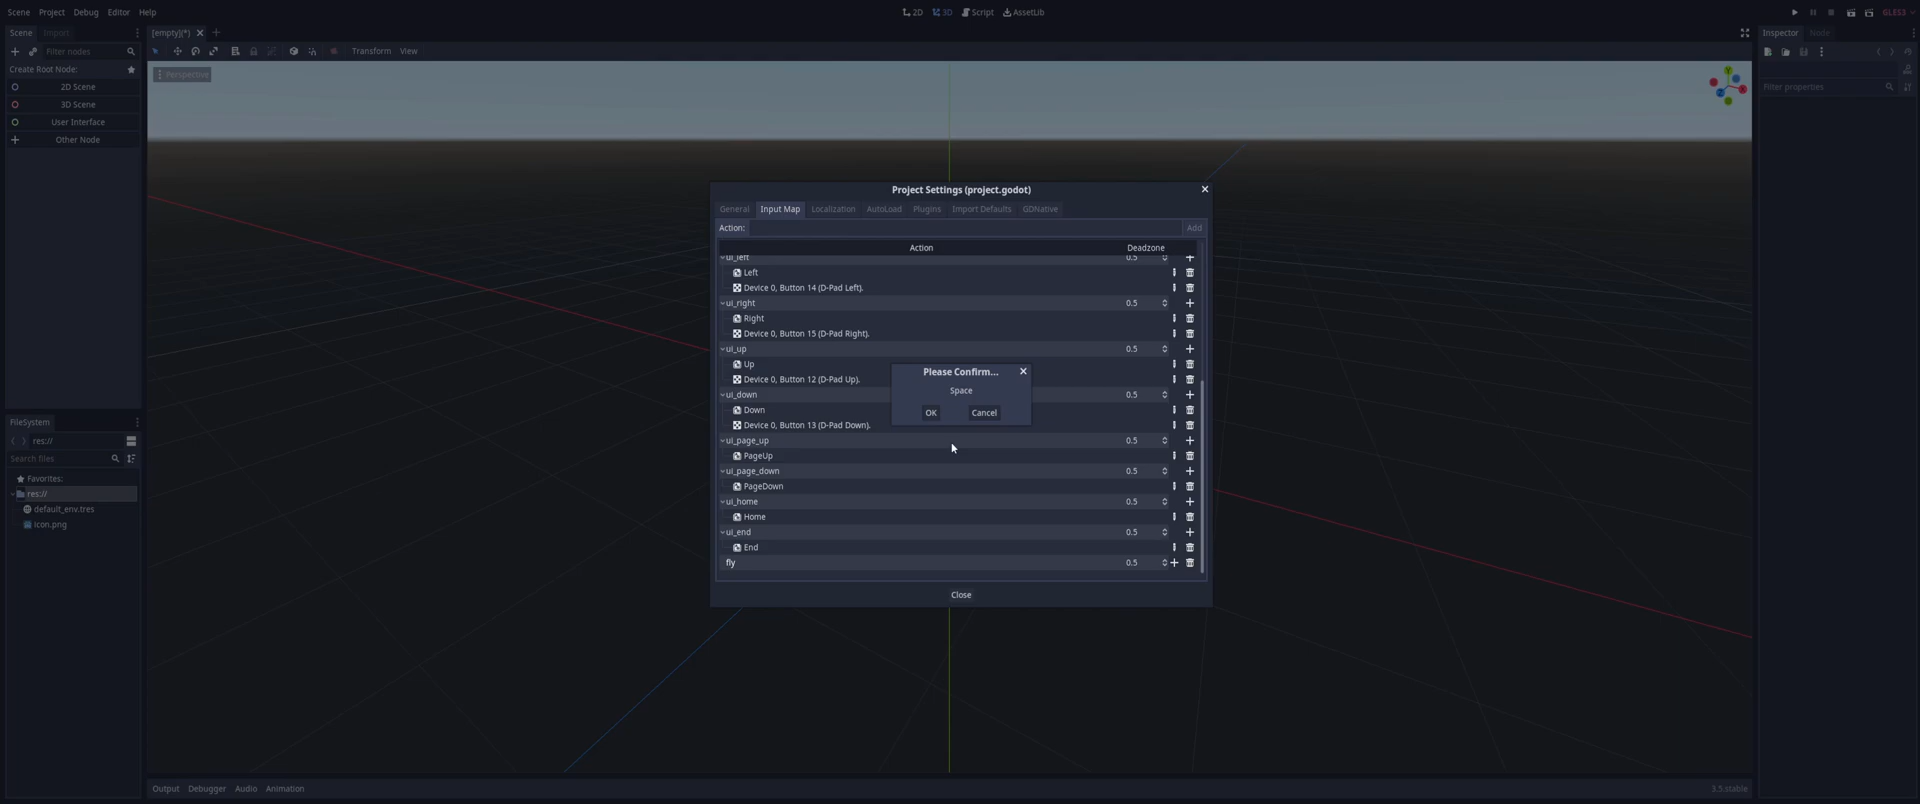 Scene Project Debug Editor Help
2D 3D Script AssetLib
GLES3
Scene Import
[empty](*)
Inspector Node
Filter nodes
Transform View
Create Root Node:
Perspective
2D Scene
3D Scene
User Interface
Other Node
Filter properties
Y
X
Z
Project Settings (project.godot)
General Input Map Localization AutoLoad Plugins Import Defaults GDNative
Action: Add
Action Deadzone
ui_left 0.5
Left
Device 0, Button 14 (D-Pad Left).
ui_right 0.5
Right
Device 0, Button 15 (D-Pad Right).
ui_up 0.5
Up
Device 0, Button 12 (D-Pad Up).
ui_down 0.5
Down
Device 0, Button 13 (D-Pad Down).
ui_page_up 0.5
PageUp
ui_page_down 0.5
PageDown
ui_home 0.5
Home
ui_end 0.5
End
fly 0.5
Close
Please Confirm...
Space
OK Cancel
FileSystem
res://
Search files
Favorites:
res://
default_env.tres
icon.png
Output Debugger Audio Animation
3.5.stable